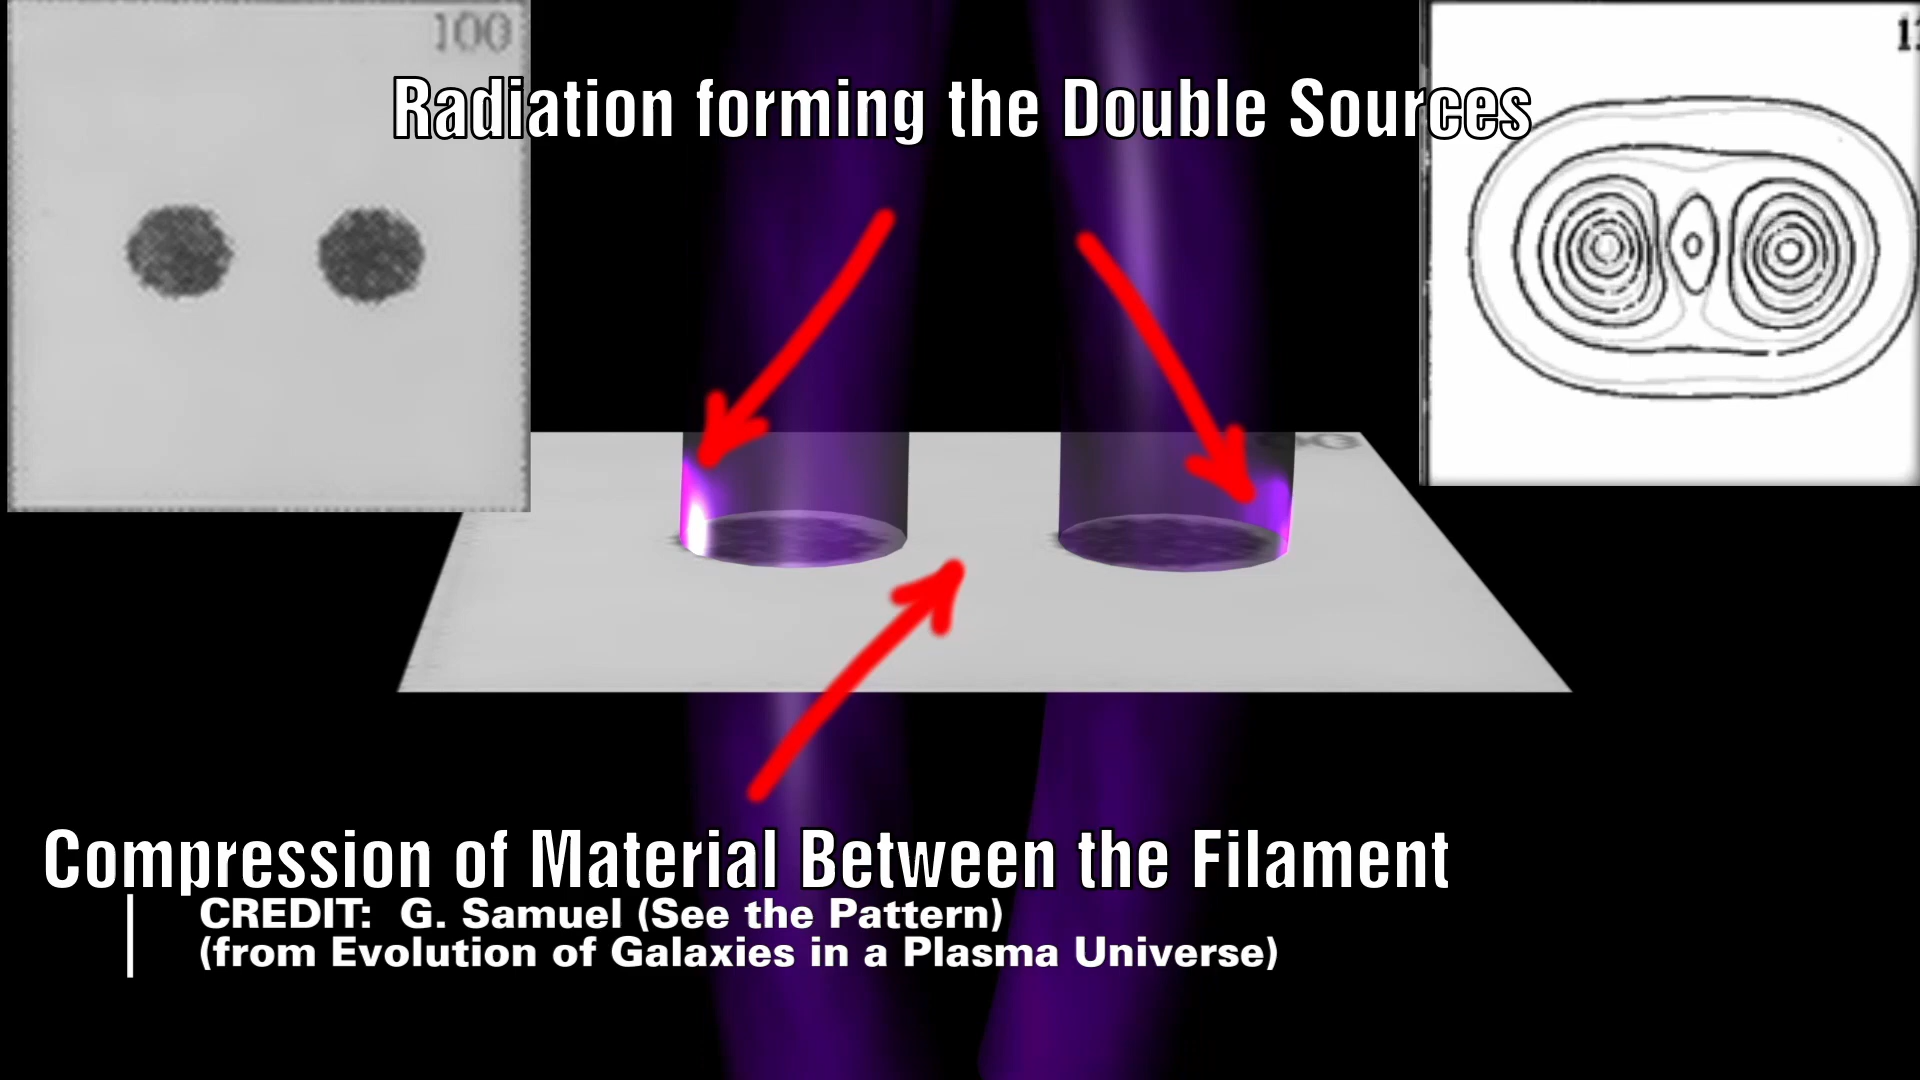 100
Radiation forming the Double Sources
Compression of Material Between the Filament
CREDIT: G. Samuel (See the Pattern)
(from Evolution of Galaxies in a Plasma Universe)